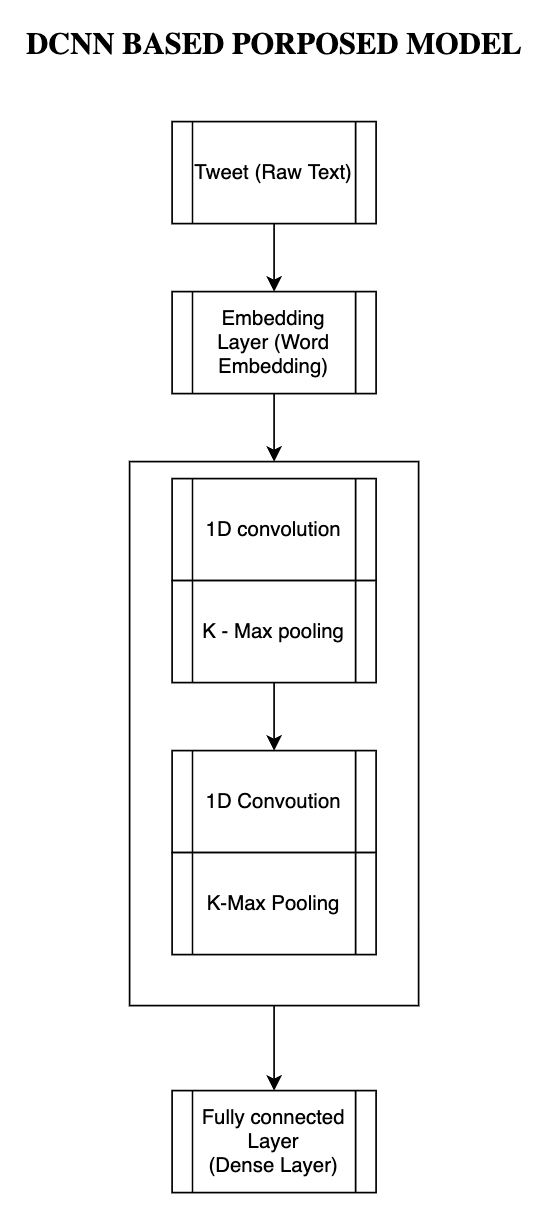 DCNN BASED PORPOSED MODEL
Tweet (Raw Text)
Embedding
Layer (Word
Embedding)
1D convolution
K - Max pooling
1D Convoution
K-Max Pooling
Fully connected
Layer
(Dense Layer)